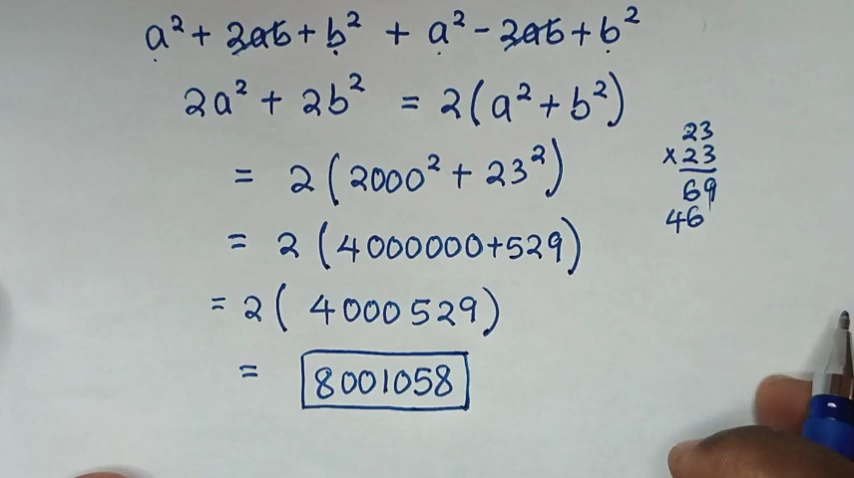 a² + 2ab + b² + a² - 2ab + b²
2a² + 2b² = 2(a² + b²)
= 2(2000² + 23²)
= 2(4000000+529)
= 2(4000529)
= 8001058
23
×23
69
46